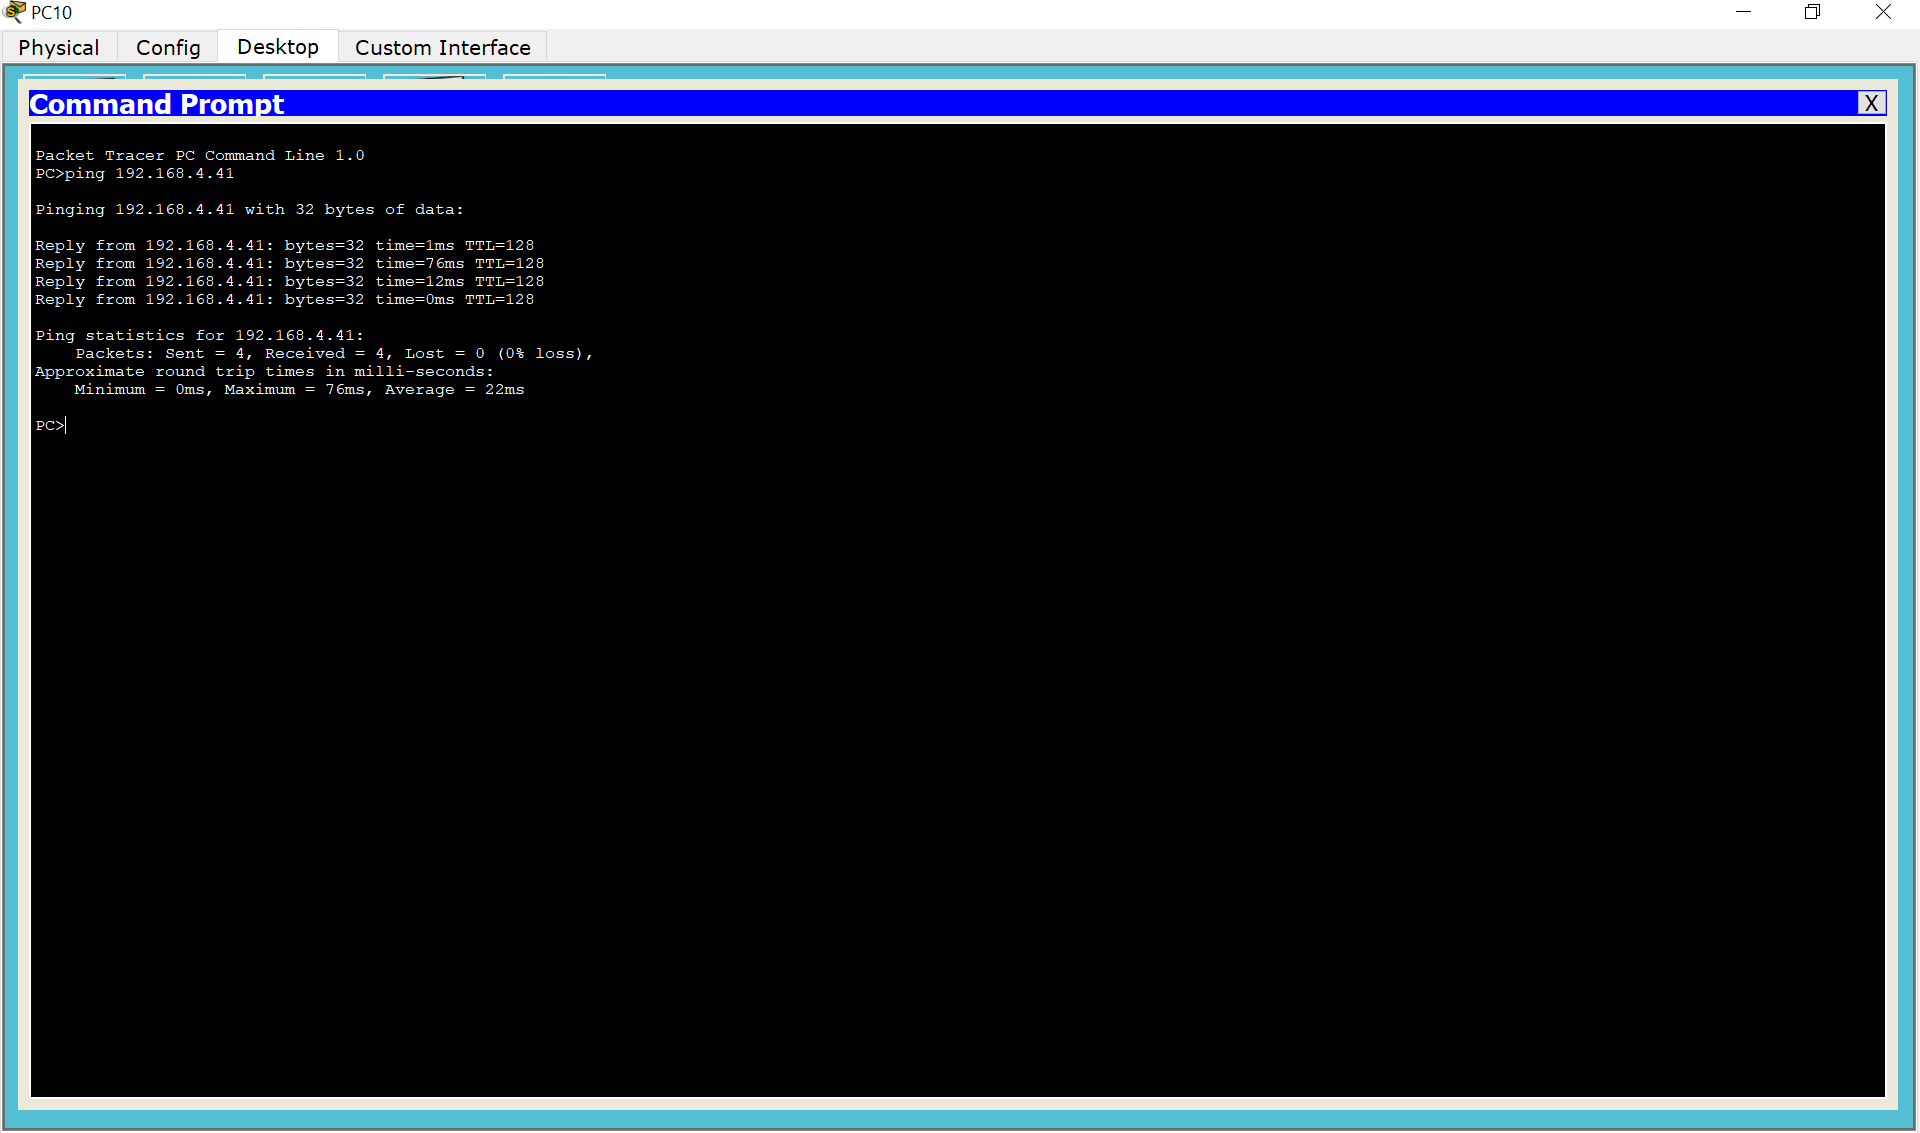 PC10
Physical Config Desktop Custom Interface
Command Prompt X
Packet Tracer PC Command Line 1.0
PC>ping 192.168.4.41
Pinging 192.168.4.41 with 32 bytes of data:
Reply from 192.168.4.41: bytes=32 time=1ms TTL=128
Reply from 192.168.4.41: bytes=32 time=76ms TTL=128
Reply from 192.168.4.41: bytes=32 time=12ms TTL=128
Reply from 192.168.4.41: bytes=32 time=0ms TTL=128
Ping statistics for 192.168.4.41:
    Packets: Sent = 4, Received = 4, Lost = 0 (0% loss),
Approximate round trip times in milli-seconds:
    Minimum = 0ms, Maximum = 76ms, Average = 22ms
PC>